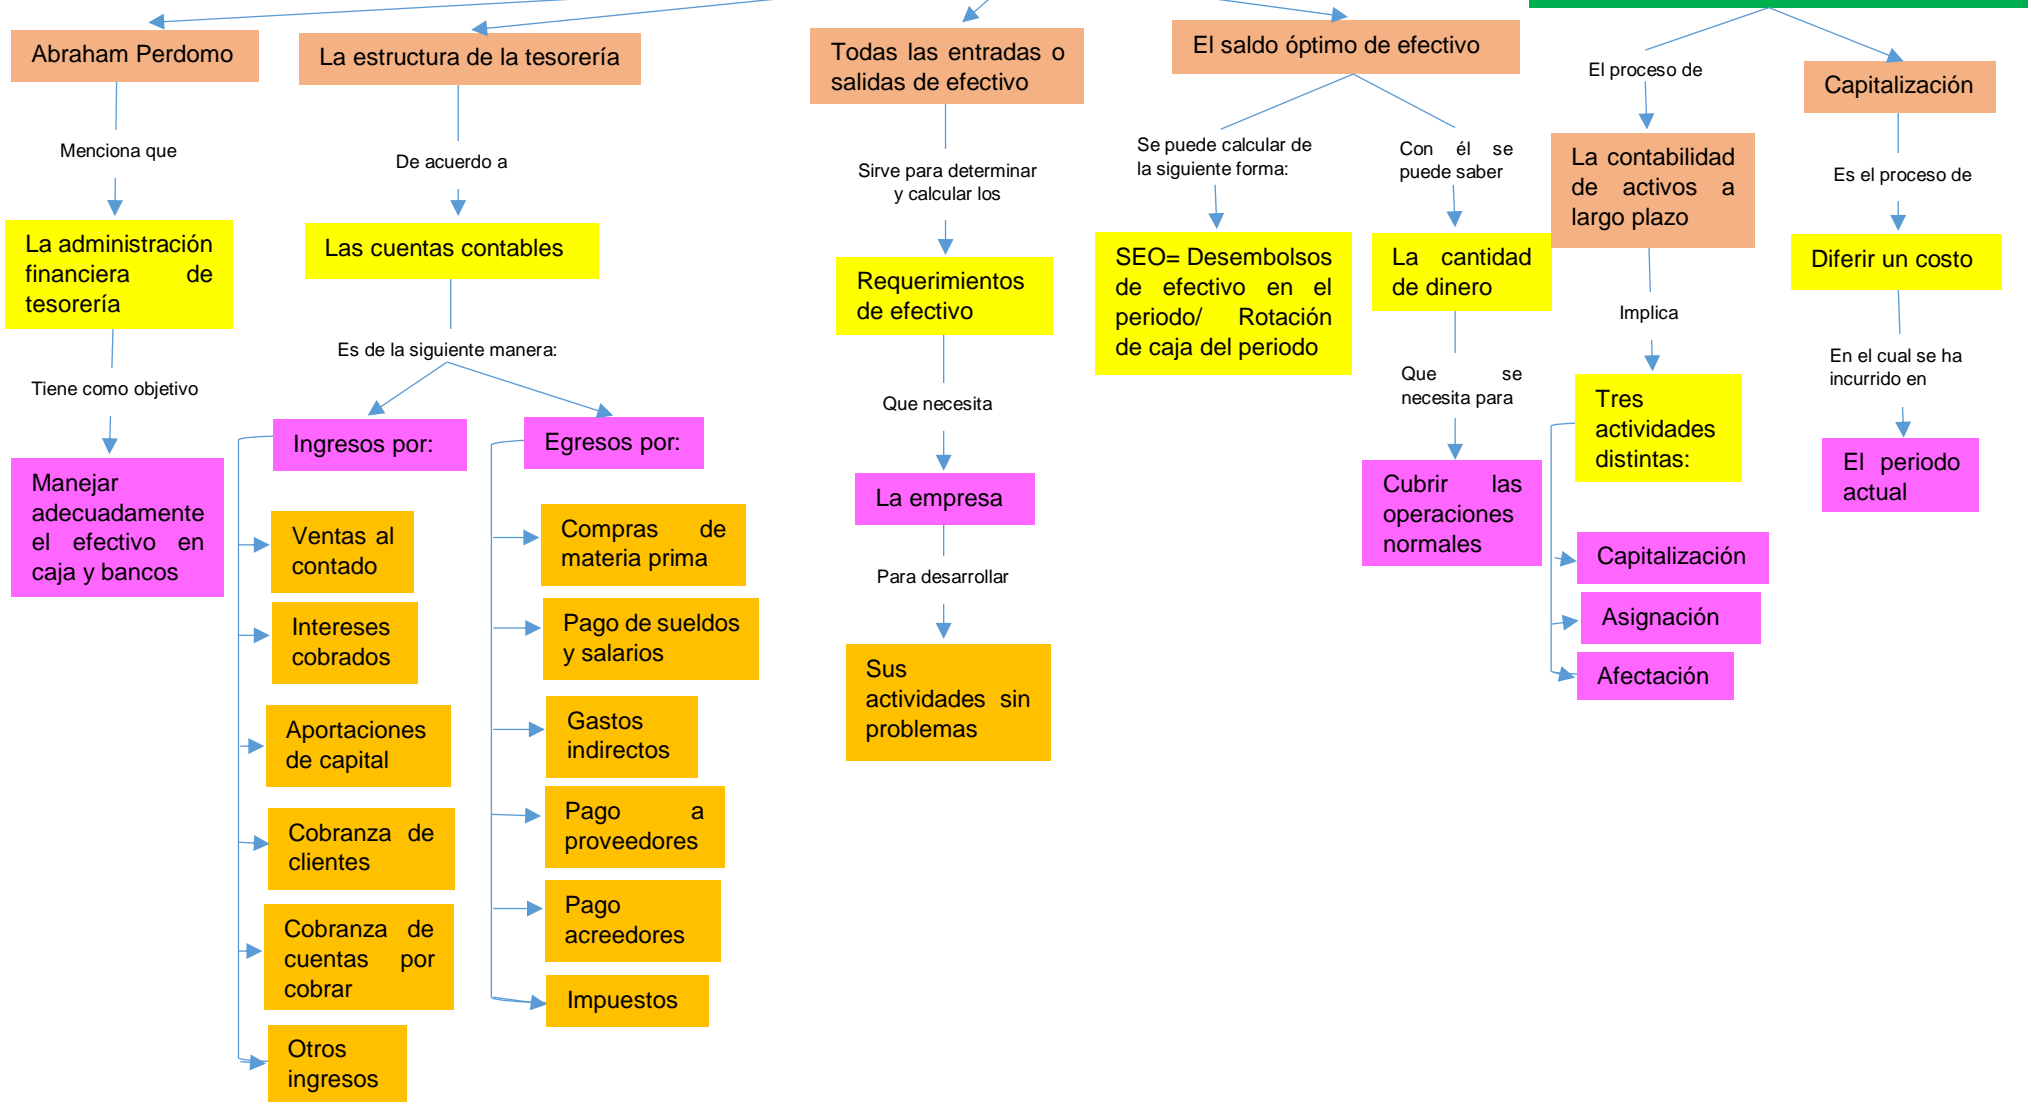 Abraham Perdomo
Menciona que
La administración
financiera de
tesorería
Tiene como objetivo
Manejar
adecuadamente
el efectivo en
caja y bancos
La estructura de la tesorería
De acuerdo a
Las cuentas contables
Es de la siguiente manera:
Ingresos por:
Ventas al
contado
Intereses
cobrados
Aportaciones
de capital
Cobranza de
clientes
Cobranza de
cuentas por
cobrar
Otros
ingresos
Egresos por:
Compras de
materia prima
Pago de sueldos
y salarios
Gastos
indirectos
Pago a
proveedores
Pago
acreedores
Impuestos
Todas las entradas o
salidas de efectivo
Sirve para determinar
y calcular los
Requerimientos
de efectivo
Que necesita
La empresa
Para desarrollar
Sus
actividades sin
problemas
El saldo óptimo de efectivo
Se puede calcular de
la siguiente forma:
SEO= Desembolsos
de efectivo en el
periodo/ Rotación
de caja del periodo
Con él se
puede saber
La cantidad
de dinero
Que se
necesita para
Cubrir las
operaciones
normales
El proceso de
La contabilidad
de activos a
largo plazo
Implica
Tres
actividades
distintas:
Capitalización
Asignación
Afectación
Capitalización
Es el proceso de
Diferir un costo
En el cual se ha
incurrido en
El periodo
actual